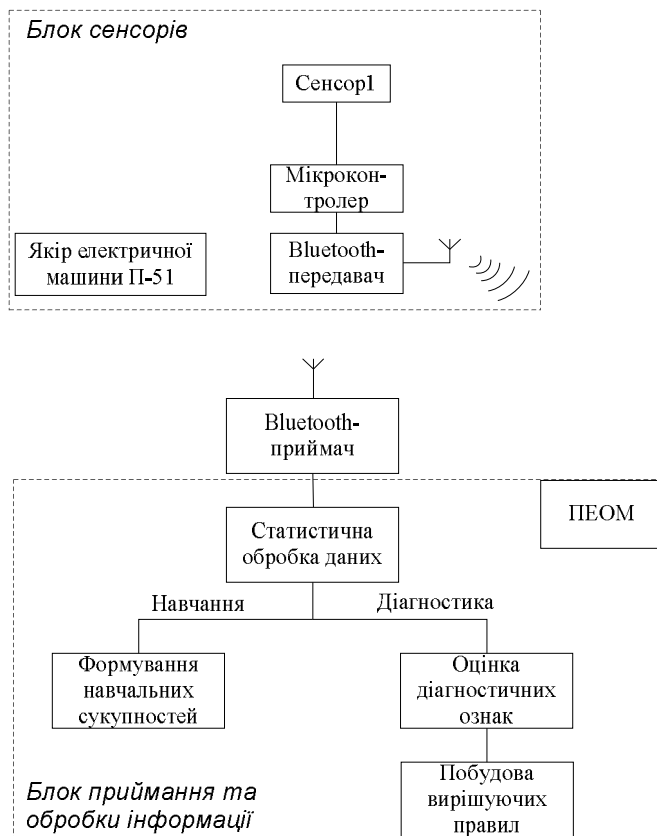 Блок сенсорів
Сенсор1
Мікрокон-
тролер
Якір електричної
машини П-51
Bluetooth-
передавач
Bluetooth-
приймач
ПЕОМ
Статистична
обробка даних
Навчання
Діагностика
Формування
навчальних
сукупностей
Оцінка
діагностичних
ознак
Побудова
вирішуючих
правил
Блок приймання та
обробки інформації